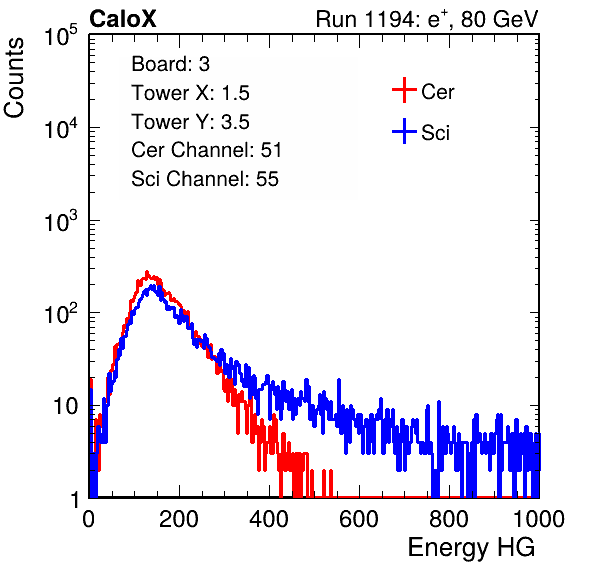 CaloX Run 1194: e⁺, 80 GeV
Counts
Board: 3
Tower X: 1.5
Tower Y: 3.5
Cer Channel: 51
Sci Channel: 55
Cer
Sci
10⁵
10⁴
10³
10²
10
1
0 200 400 600 800 1000
Energy HG